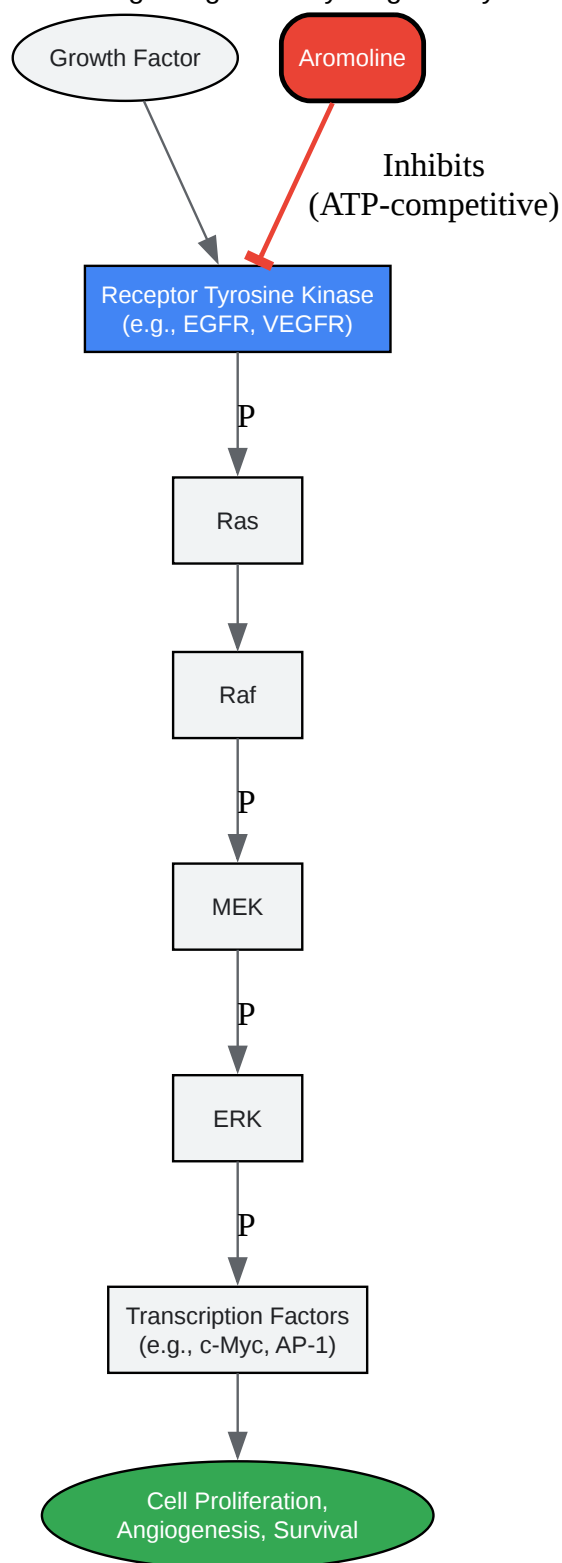 Growth Factor
Aromoline
Inhibits
(ATP-competitive)
Receptor Tyrosine Kinase
(e.g., EGFR, VEGFR)
P
Ras
Raf
P
MEK
P
ERK
P
Transcription Factors
(e.g., c-Myc, AP-1)
Cell Proliferation,
Angiogenesis, Survival